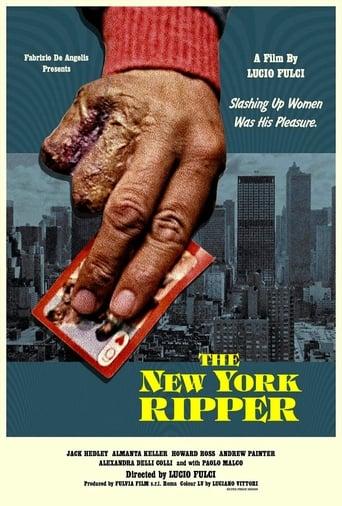 Fabrizio De Angelis
Presents
A Film By
LUCIO FULCI
Slashing Up Women
Was His Pleasure.
THE
NEW YORK
RIPPER
JACK HEDLEY ALMANTA KELLER HOWARD ROSS ANDREW PAINTER
ALEXANDRA DELLI COLLI and with PAOLO MALCO
Directed by LUCIO FULCI
Produced by FULVIA FILM s.r.l. Roma Colour LV by LUCIANO VITTORI